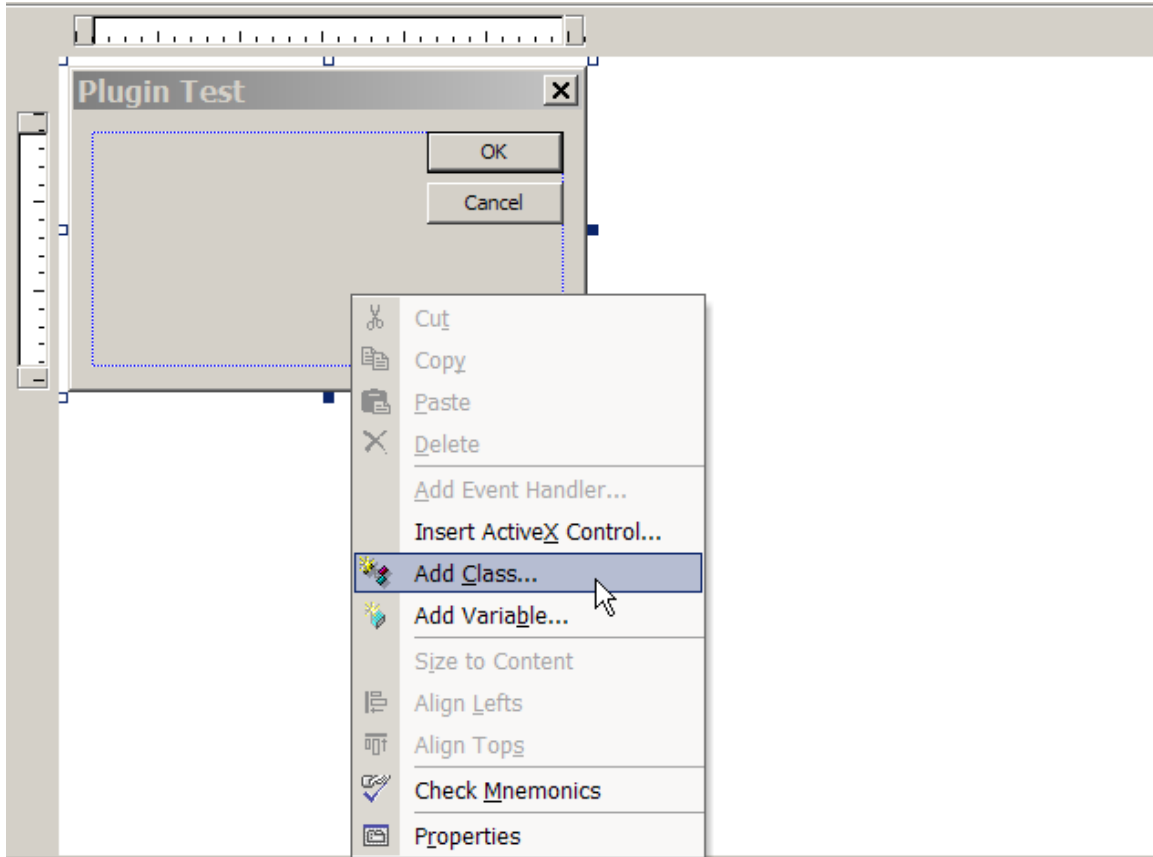 Plugin Test
OK
Cancel
Cut
Copy
Paste
Delete
Add Event Handler...
Insert ActiveX Control...
Add Class...
Add Variable...
Size to Content
Align Lefts
Align Tops
Check Mnemonics
Properties